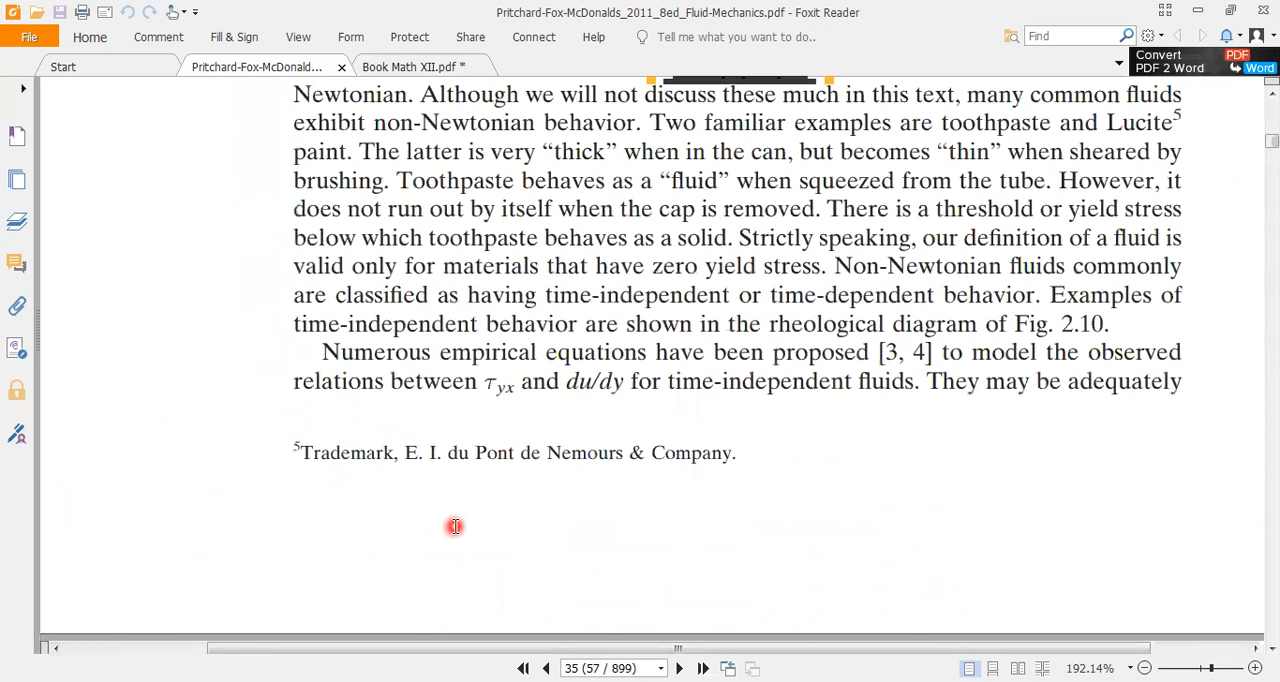 Pritchard-Fox-McDonalds_2011_8ed_Fluid-Mechanics.pdf - Foxit Reader
File Home Comment Fill & Sign View Form Protect Share Connect Help Tell me what you want to do.. Find
Start Pritchard-Fox-McDonald... Book Math XII.pdf *
Convert PDF
PDF 2 Word Word
Newtonian. Although we will not discuss these much in this text, many common fluids
exhibit non-Newtonian behavior. Two familiar examples are toothpaste and Lucite⁵
paint. The latter is very “thick” when in the can, but becomes “thin” when sheared by
brushing. Toothpaste behaves as a “fluid” when squeezed from the tube. However, it
does not run out by itself when the cap is removed. There is a threshold or yield stress
below which toothpaste behaves as a solid. Strictly speaking, our definition of a fluid is
valid only for materials that have zero yield stress. Non-Newtonian fluids commonly
are classified as having time-independent or time-dependent behavior. Examples of
time-independent behavior are shown in the rheological diagram of Fig. 2.10.
Numerous empirical equations have been proposed [3, 4] to model the observed
relations between τyx and du/dy for time-independent fluids. They may be adequately
⁵Trademark, E. I. du Pont de Nemours & Company.
35 (57 / 899) 192.14%